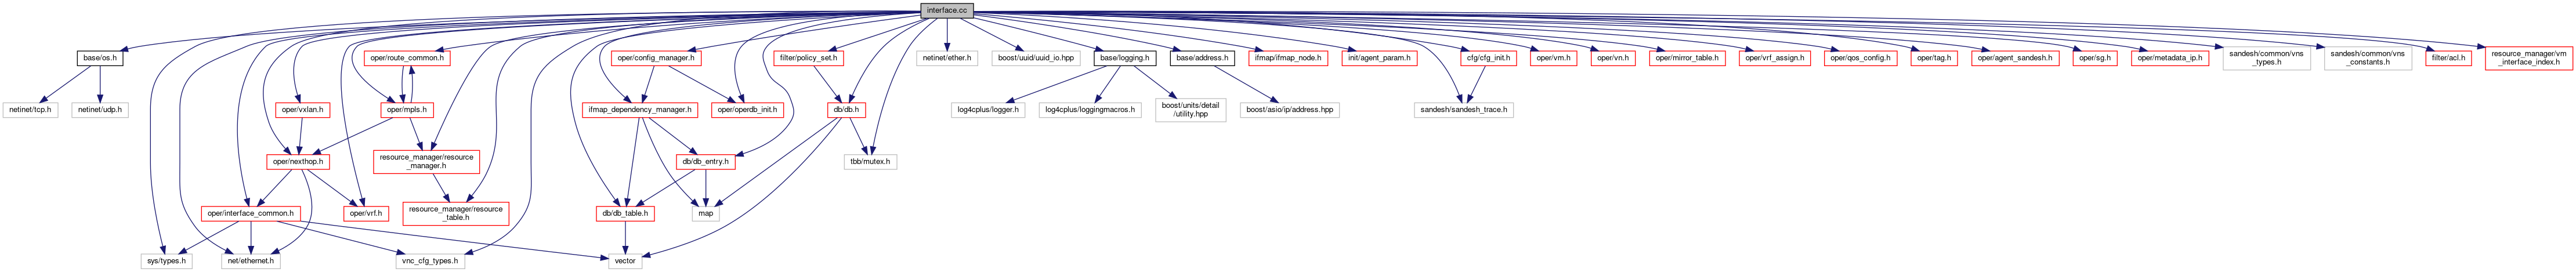 interface.cc
base/os.h
oper/route_common.h
oper/config_manager.h
filter/policy_set.h
netinet/ether.h
boost/uuid/uuid_io.hpp
base/logging.h
base/address.h
ifmap/ifmap_node.h
init/agent_param.h
cfg/cfg_init.h
oper/vm.h
oper/vn.h
oper/mirror_table.h
oper/vrf_assign.h
oper/qos_config.h
oper/tag.h
oper/agent_sandesh.h
oper/sg.h
oper/metadata_ip.h
sandesh/common/vns
_types.h
sandesh/common/vns
_constants.h
filter/acl.h
resource_manager/vm
_interface_index.h
netinet/tcp.h
netinet/udp.h
oper/vxlan.h
oper/mpls.h
ifmap_dependency_manager.h
oper/operdb_init.h
db/db.h
log4cplus/logger.h
log4cplus/loggingmacros.h
boost/units/detail
/utility.hpp
boost/asio/ip/address.hpp
sandesh/sandesh_trace.h
oper/nexthop.h
resource_manager/resource
_manager.h
db/db_entry.h
tbb/mutex.h
oper/interface_common.h
oper/vrf.h
resource_manager/resource
_table.h
db/db_table.h
map
sys/types.h
net/ethernet.h
vnc_cfg_types.h
vector